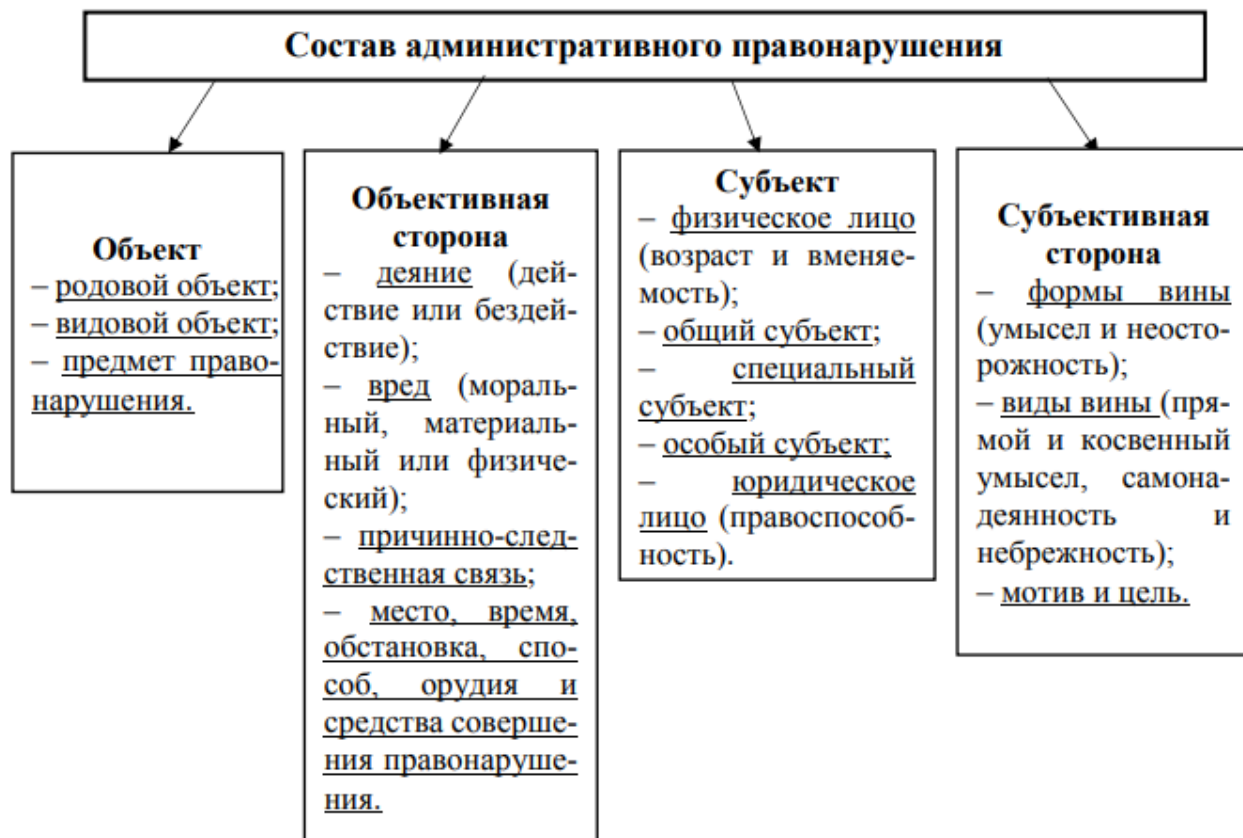 Состав административного правонарушения
Объект
– родовой объект;
– видовой объект;
– предмет право-
нарушения.
Объективная
сторона
– деяние (дей-
ствие или бездей-
ствие);
– вред (мораль-
ный, материаль-
ный или физиче-
ский);
– причинно-след-
ственная связь;
– место, время,
обстановка, спо-
соб, орудия и
средства соверше-
ния правонаруше-
ния.
Субъект
– физическое лицо
(возраст и вменяе-
мость);
– общий субъект;
– специальный
субъект;
– особый субъект;
– юридическое
лицо (правоспособ-
ность).
Субъективная
сторона
– формы вины
(умысел и неосто-
рожность);
– виды вины (пря-
мой и косвенный
умысел, самона-
деянность и
небрежность);
– мотив и цель.